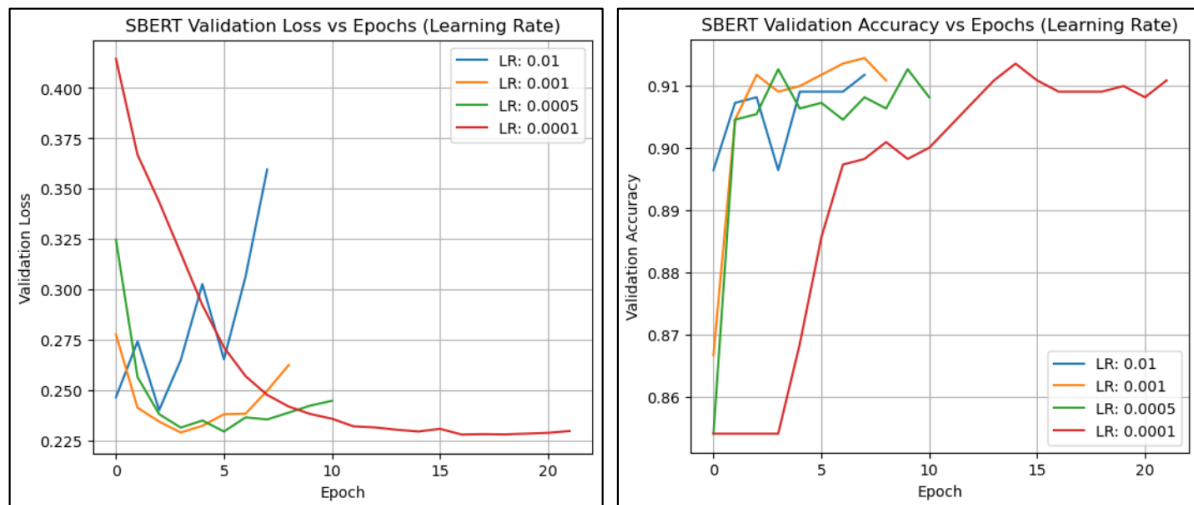 SBERT Validation Loss vs Epochs (Learning Rate)
LR: 0.01
LR: 0.001
LR: 0.0005
LR: 0.0001
0.400
0.375
0.350
0.325
0.300
0.275
0.250
0.225
Validation Loss
0
5
10
15
20
Epoch
SBERT Validation Accuracy vs Epochs (Learning Rate)
0.91
0.90
0.89
0.88
0.87
0.86
Validation Accuracy
LR: 0.01
LR: 0.001
LR: 0.0005
LR: 0.0001
0
5
10
15
20
Epoch